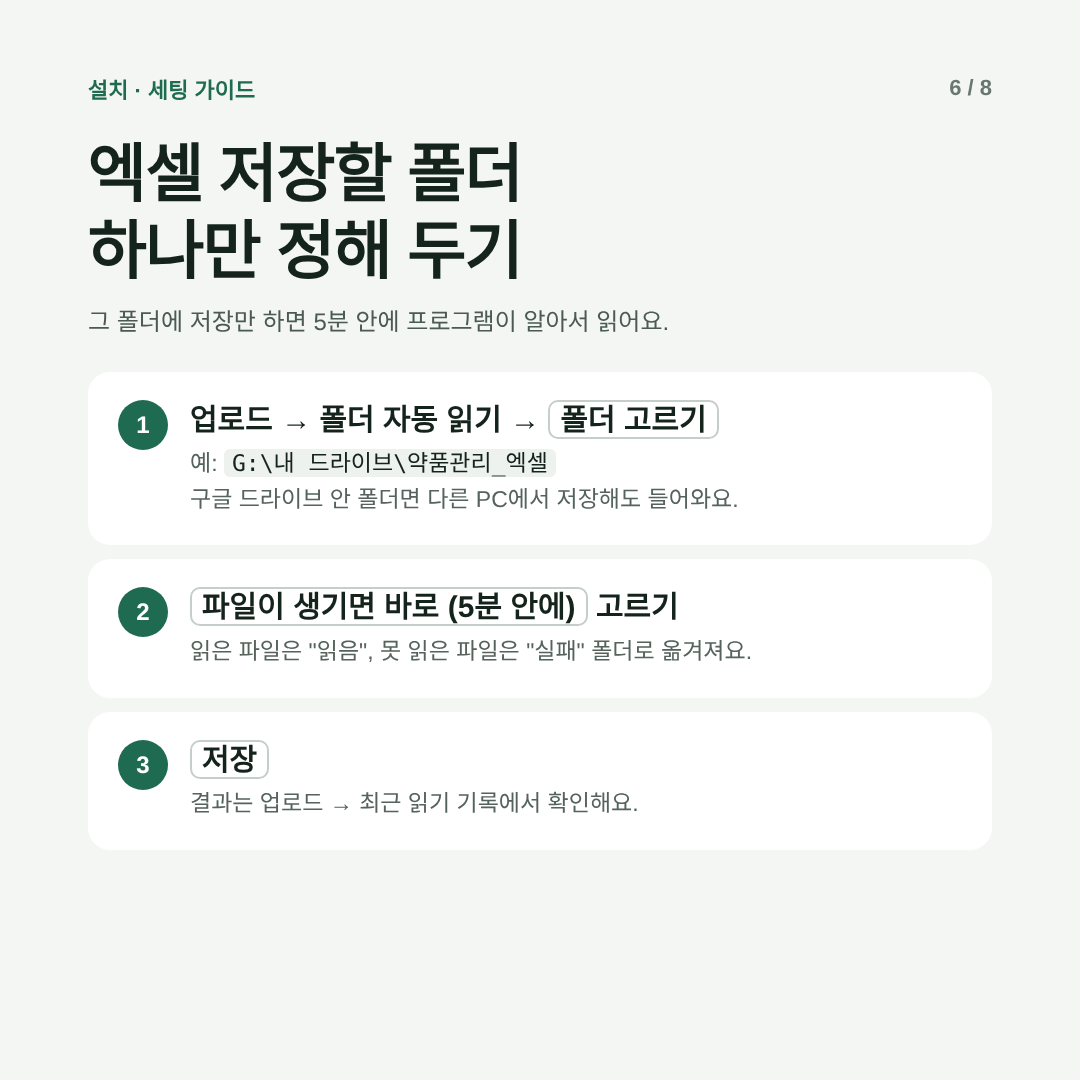 설치 · 세팅 가이드
6 / 8
엑셀 저장할 폴더
하나만 정해 두기
그 폴더에 저장만 하면 5분 안에 프로그램이 알아서 읽어요.
1
업로드 → 폴더 자동 읽기 → 폴더 고르기
예: G:\내 드라이브\약품관리_엑셀
구글 드라이브 안 폴더면 다른 PC에서 저장해도 들어와요.
2
파일이 생기면 바로 (5분 안에) 고르기
읽은 파일은 "읽음", 못 읽은 파일은 "실패" 폴더로 옮겨져요.
3
저장
결과는 업로드 → 최근 읽기 기록에서 확인해요.